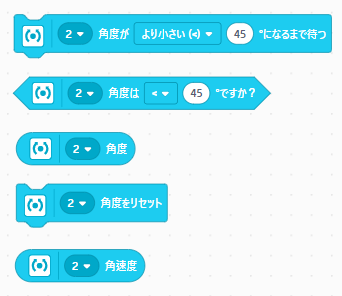 2 角度が より小さい (<) 45 °になるまで待つ
2 角度は < 45 °ですか？
2 角度
2 角度をリセット
2 角速度